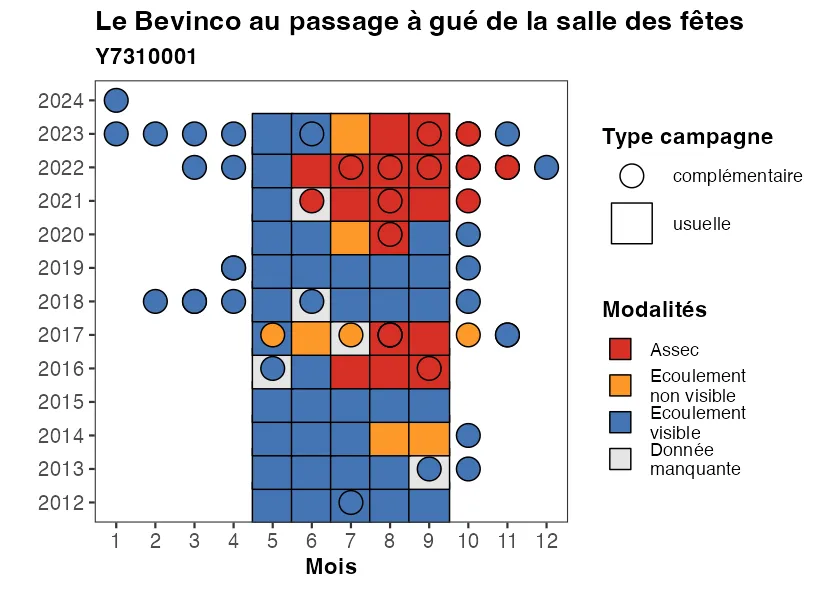 Le Bevinco au passage à gué de la salle des fêtes
Y7310001
2024
2023
2022
2021
2020
2019
2018
2017
2016
2015
2014
2013
2012
1 2 3 4 5 6 7 8 9 10 11 12
Mois
Type campagne
complémentaire
usuelle
Modalités
Assec
Ecoulement
non visible
Ecoulement
visible
Donnée
manquante